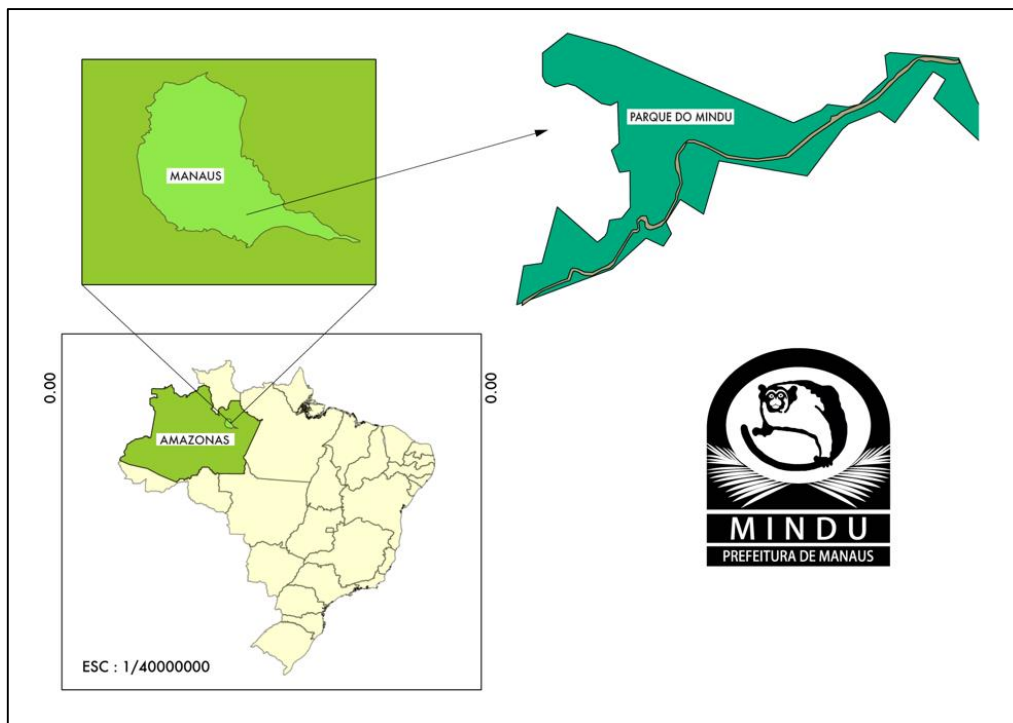 MANAUS
PARQUE DO MINDU
0.00
0.00
AMAZONAS
ESC : 1/40000000
MINDU
PREFEITURA DE MANAUS